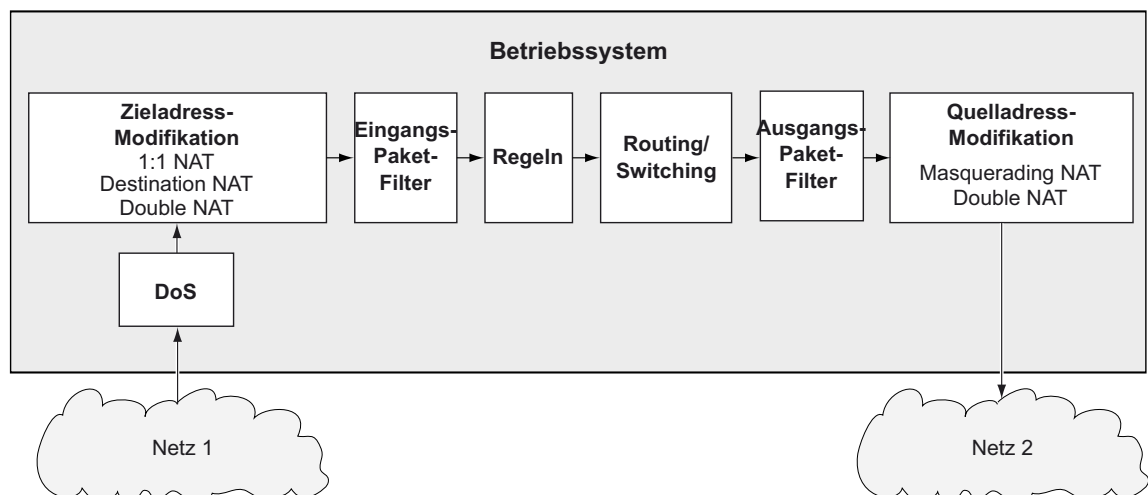 Betriebssystem
Zieladress-
Modifikation
1:1 NAT
Destination NAT
Double NAT
Eingangs-
Paket-
Filter
Regeln
Routing/
Switching
Ausgangs-
Paket-
Filter
Quelladress-
Modifikation
Masquerading NAT
Double NAT
DoS
Netz 1
Netz 2